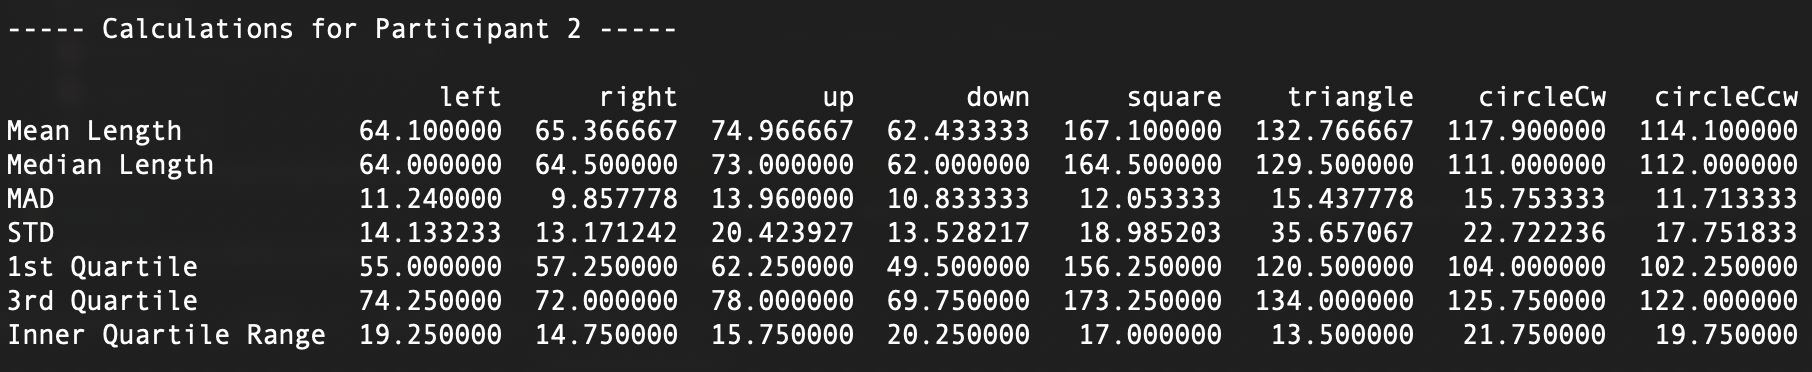 ----- Calculations for Participant 2 -----
left right up down square triangle circleCw circleCcw
Mean Length 64.100000 65.366667 74.966667 62.433333 167.100000 132.766667 117.900000 114.100000
Median Length 64.000000 64.500000 73.000000 62.000000 164.500000 129.500000 111.000000 112.000000
MAD 11.240000 9.857778 13.960000 10.833333 12.053333 15.437778 15.753333 11.713333
STD 14.133233 13.171242 20.423927 13.528217 18.985203 35.657067 22.722236 17.751833
1st Quartile 55.000000 57.250000 62.250000 49.500000 156.250000 120.500000 104.000000 102.250000
3rd Quartile 74.250000 72.000000 78.000000 69.750000 173.250000 134.000000 125.750000 122.000000
Inner Quartile Range 19.250000 14.750000 15.750000 20.250000 17.000000 13.500000 21.750000 19.750000